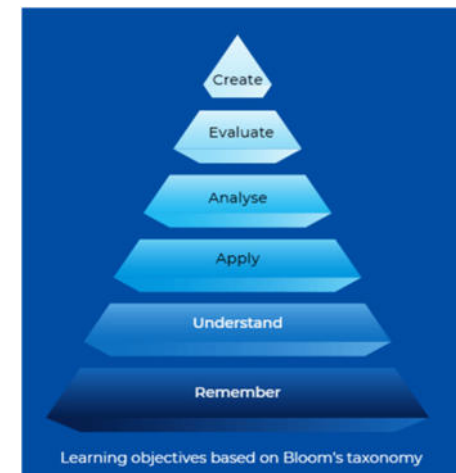 Create
Evaluate
Analyse
Apply
Understand
Remember
Learning objectives based on Bloom's taxonomy